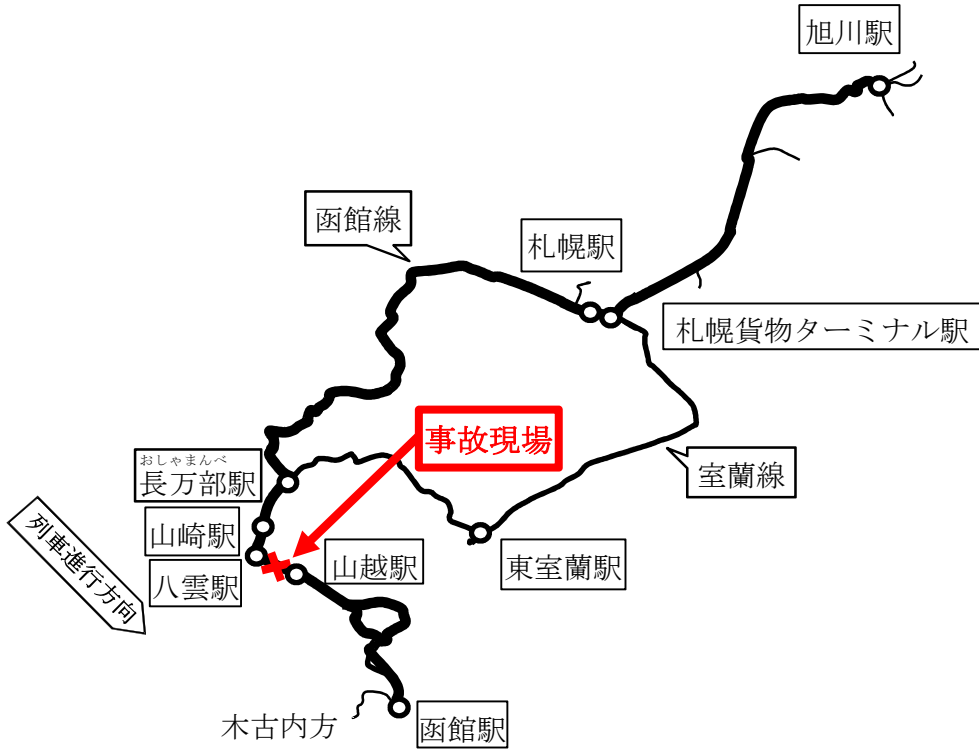 旭川駅
函館線
札幌駅
札幌貨物ターミナル駅
事故現場
おしゃまんべ
長万部駅
室蘭線
山崎駅
列車進行方向
八雲駅
山越駅
東室蘭駅
木古内方
函館駅